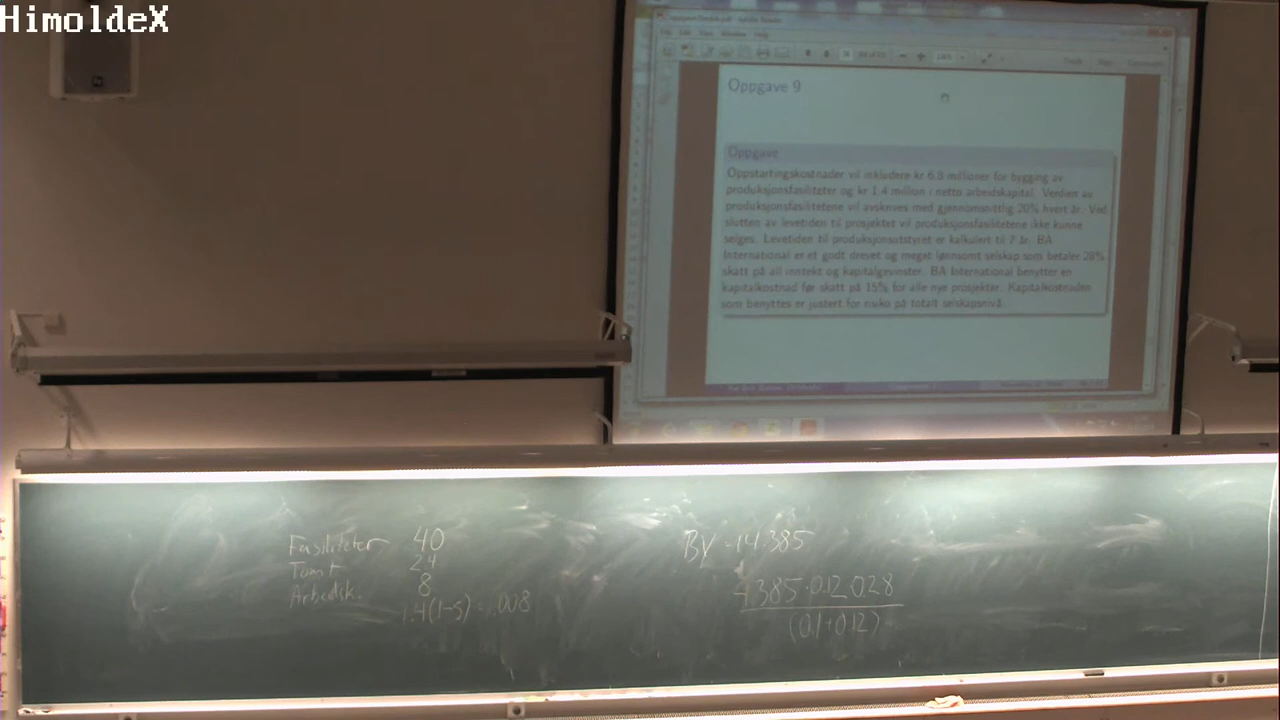 HimoldeX
Oppgave 9
Oppgave
Oppstartingskostnader vil inkludere kr 6.8 millioner for bygging av
produksjonsfasiliteter og kr 1.4 million i netto arbeidskapital. Verdien av
produksjonsfasilitetene vil avskrives med gjennomsnittlig 20% hvert år. Ved
slutten av levetiden til prosjektet vil produksjonsfasilitetene ikke kunne
selges. Levetiden til produksjonsutstyret er kalkulert til 7 år. BA
International er et godt drevet og meget lønnsomt selskap som betaler 28%
skatt på all inntekt og kapitalgevinster. BA International benytter en
kapitalkostnad før skatt på 15% for alle nye prosjekter. Kapitalkostnaden
som benyttes er justert for risiko på totalt selskapsnivå.
Fasiliteter 40
Tomt 24
Arbedsk. 8
1.4(1-s)=.008
BV =14.385
4385·0.12 0.28
(0.1+0.12)